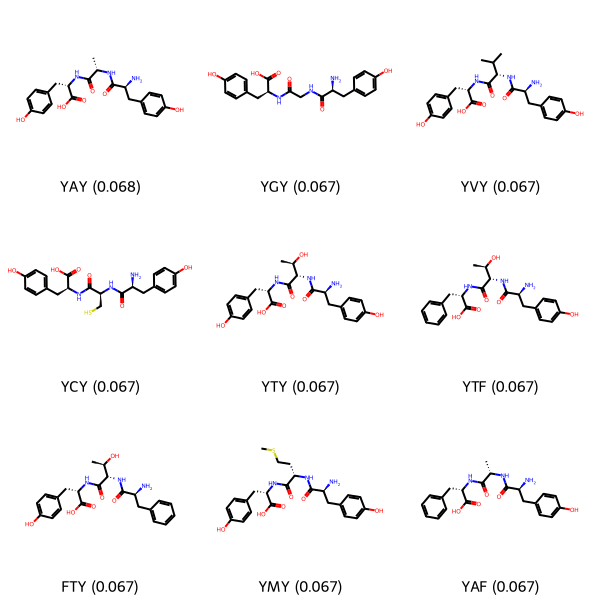 YAY (0.068)
YGY (0.067)
YVY (0.067)
YCY (0.067)
YTY (0.067)
YTF (0.067)
FTY (0.067)
YMY (0.067)
YAF (0.067)